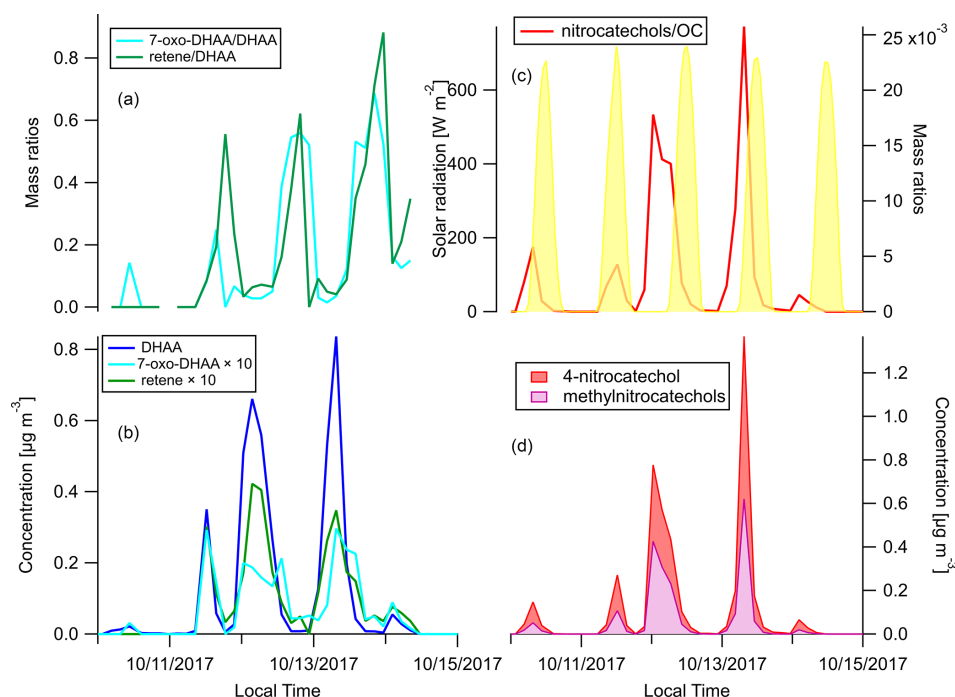 7-oxo-DHAA/DHAA
retene/DHAA
(a)
Mass ratios
0.8
0.6
0.4
0.2
0.0
nitrocatechols/OC
(c)
Solar radiation [W m⁻²]
600
400
200
0
25 x10⁻³
20
15
10
5
0
Mass ratios
DHAA
7-oxo-DHAA × 10
retene × 10
(b)
Concentration [µg m⁻³]
0.8
0.6
0.4
0.2
0.0
10/11/2017
10/13/2017
10/15/2017
Local Time
4-nitrocatechol
methylnitrocatechols
(d)
1.2
1.0
0.8
0.6
0.4
0.2
0.0
Concentration [µg m⁻³]
10/11/2017
10/13/2017
10/15/2017
Local Time